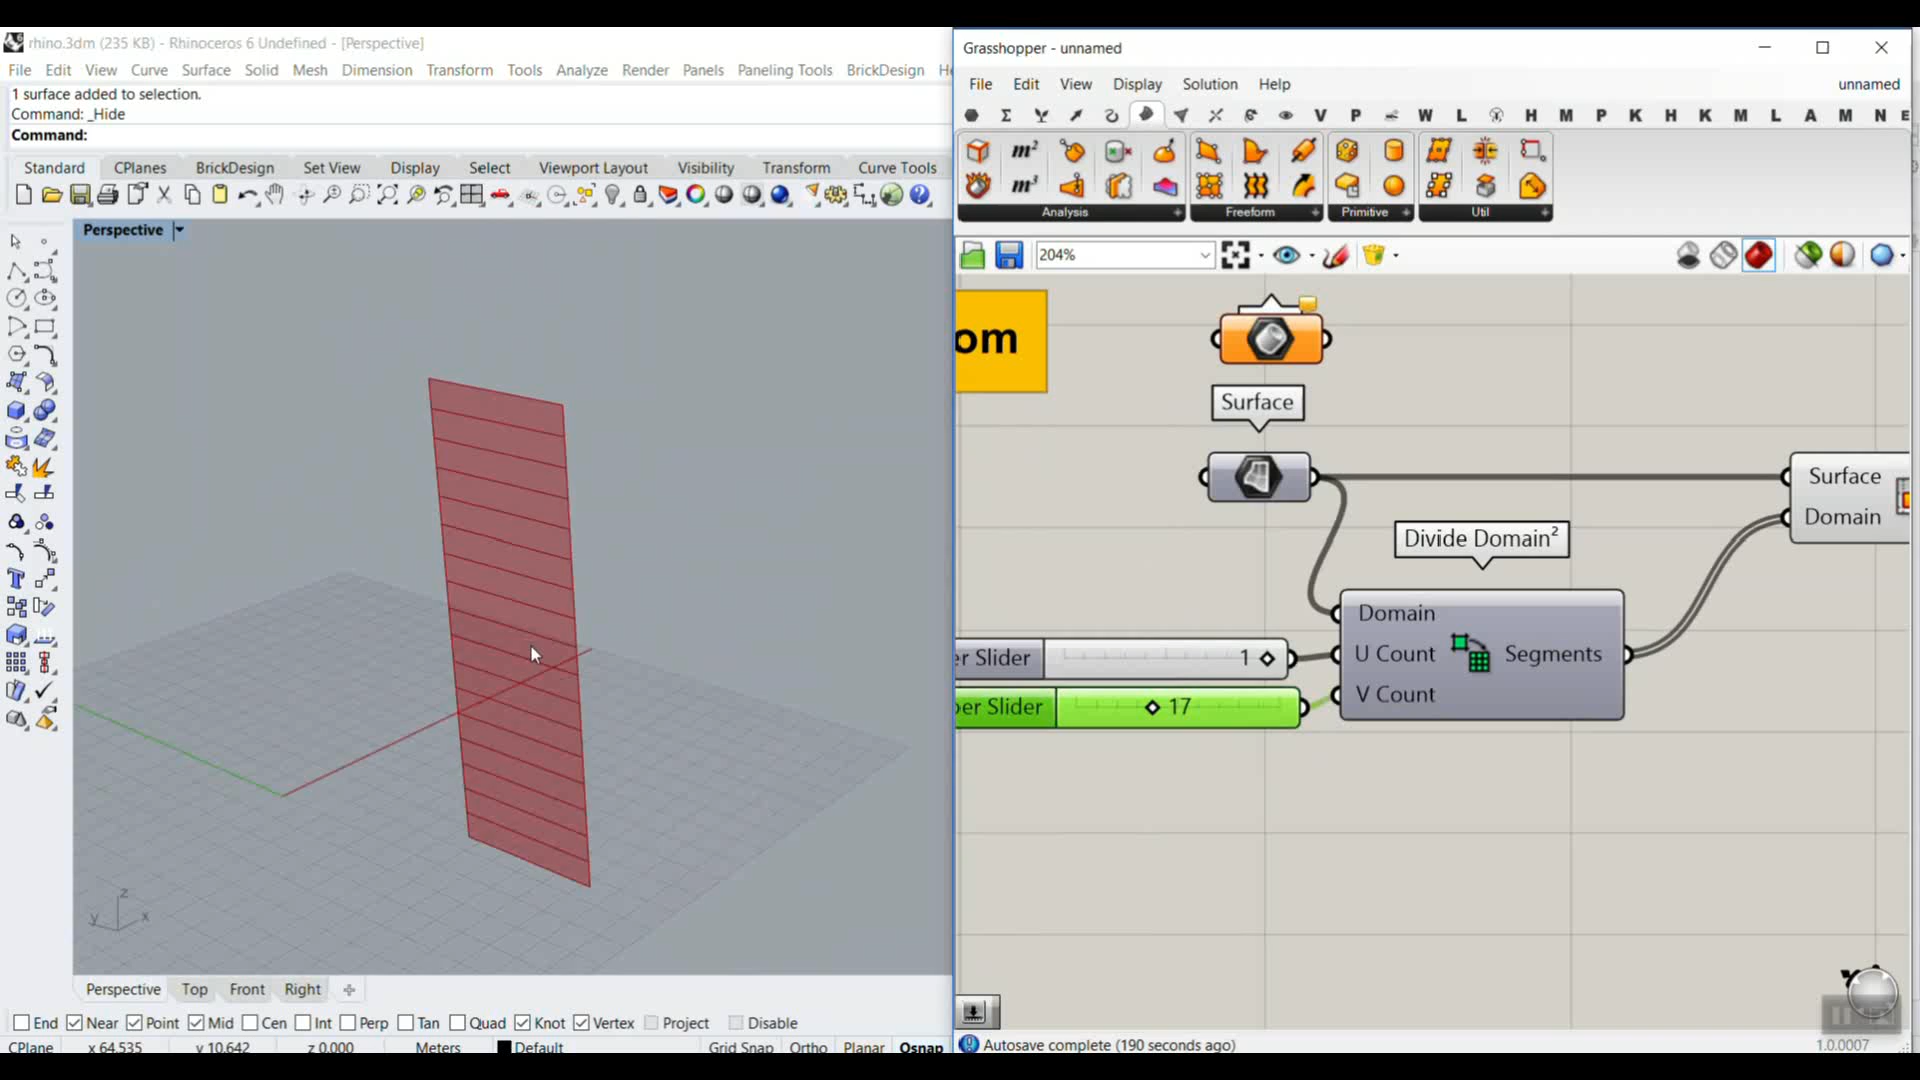 rhino.3dm (235 KB) - Rhinoceros 6 Undefined - [Perspective]
File Edit View Curve Surface Solid Mesh Dimension Transform Tools Analyze Render Panels Paneling Tools BrickDesign He
1 surface added to selection.
Command: _Hide
Command:
Standard CPlanes BrickDesign Set View Display Select Viewport Layout Visibility Transform Curve Tools
Perspective
z
y x
Perspective Top Front Right
End Near Point Mid Cen Int Perp Tan Quad Knot Vertex Project Disable
CPlane x 64.535 y 10.642 z 0.000 Meters Default Grid Snap Ortho Planar Osnap
Grasshopper - unnamed
File Edit View Display Solution Help unnamed
V P W L H M P K H K M L A M N E
m²
m³
Analysis Freeform Primitive Util
204%
om
Surface
Surface
Domain
Divide Domain²
Domain
U Count Segments
V Count
er Slider 1
ber Slider 17
Autosave complete (190 seconds ago)
1.0.0007